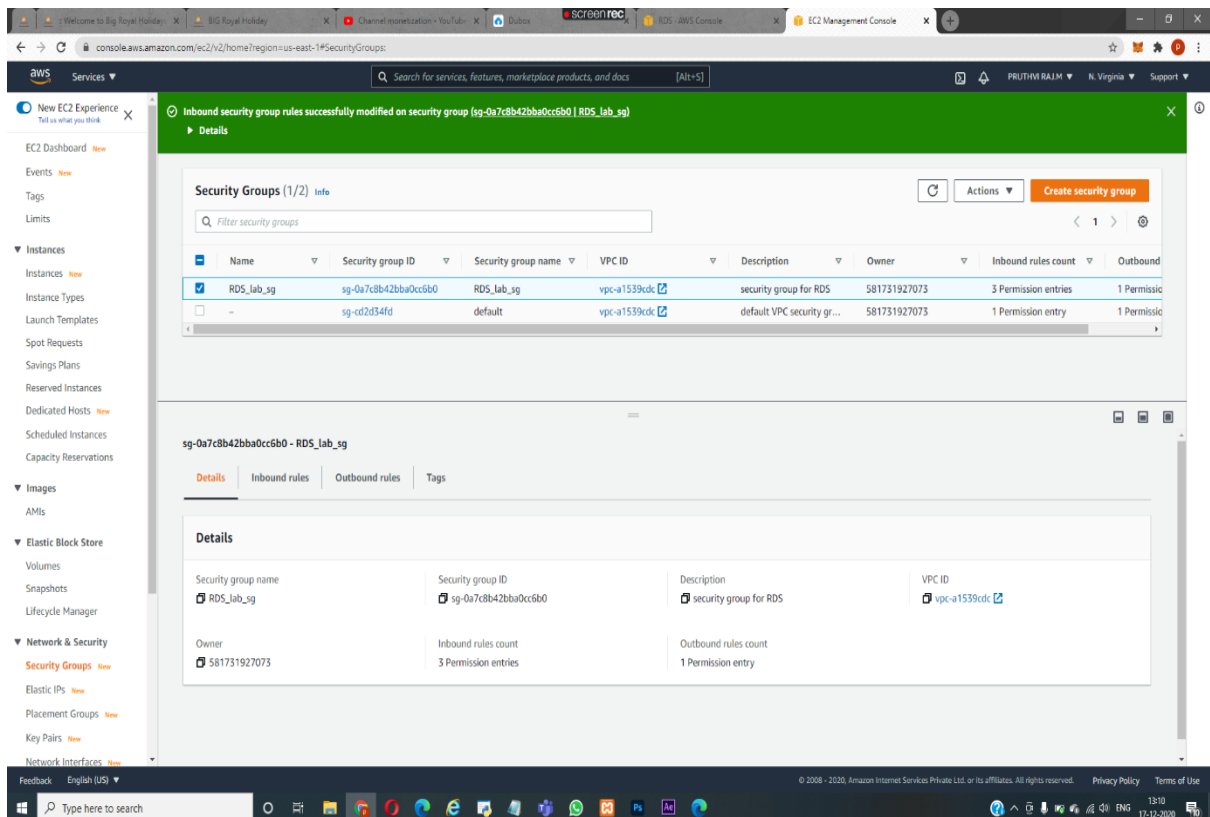 : Welcome to Big Royal Holiday
BIG Royal Holiday
Channel monetization - YouTub
Dubox
screenrec
RDS · AWS Console
EC2 Management Console
console.aws.amazon.com/ec2/v2/home?region=us-east-1#SecurityGroups:
aws
Services
Search for services, features, marketplace products, and docs
[Alt+S]
PRUTHVI RAJ.M
N. Virginia
Support
New EC2 Experience
Tell us what you think
EC2 Dashboard New
Events New
Tags
Limits
Instances
Instances New
Instance Types
Launch Templates
Spot Requests
Savings Plans
Reserved Instances
Dedicated Hosts New
Scheduled Instances
Capacity Reservations
Images
AMIs
Elastic Block Store
Volumes
Snapshots
Lifecycle Manager
Network & Security
Security Groups New
Elastic IPs New
Placement Groups New
Key Pairs New
Network Interfaces New
Inbound security group rules successfully modified on security group (sg-0a7c8b42bba0cc6b0 | RDS_lab_sg)
Details
Security Groups (1/2) Info
Actions
Create security group
Filter security groups
1
Name Security group ID Security group name VPC ID Description Owner Inbound rules count Outbound
RDS_lab_sg sg-0a7c8b42bba0cc6b0 RDS_lab_sg vpc-a1539cdc security group for RDS 581731927073 3 Permission entries 1 Permissio
– sg-cd2d34fd default vpc-a1539cdc default VPC security gr... 581731927073 1 Permission entry 1 Permissio
sg-0a7c8b42bba0cc6b0 - RDS_lab_sg
Details Inbound rules Outbound rules Tags
Details
Security group name Security group ID Description VPC ID
RDS_lab_sg sg-0a7c8b42bba0cc6b0 security group for RDS vpc-a1539cdc
Owner Inbound rules count Outbound rules count
581731927073 3 Permission entries 1 Permission entry
Feedback English (US)
© 2008 - 2020, Amazon Internet Services Private Ltd. or its affiliates. All rights reserved. Privacy Policy Terms of Use
Type here to search
Ps
Ae
ENG
13:10
17-12-2020